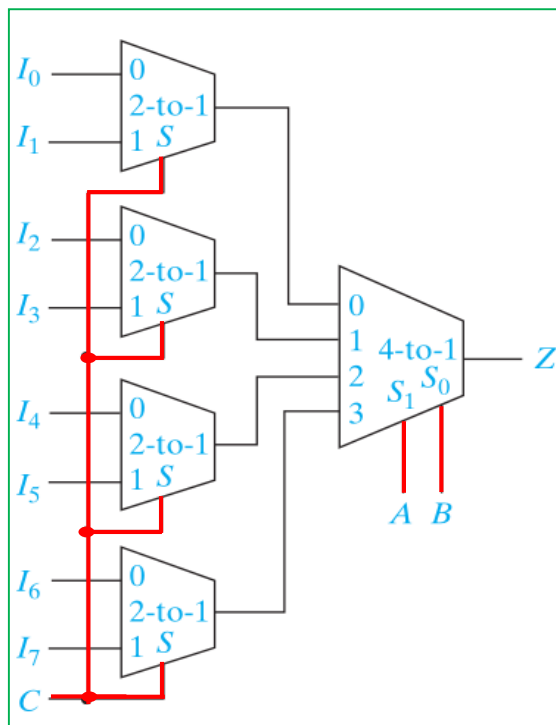 I₀ 0
2-to-1
I₁ 1 S
I₂ 0
2-to-1
I₃ 1 S
0
1
4-to-1 Z
2
S₁ S₀
3
I₄ 0
2-to-1
I₅ 1 S
A B
I₆ 0
2-to-1
I₇ 1 S
C